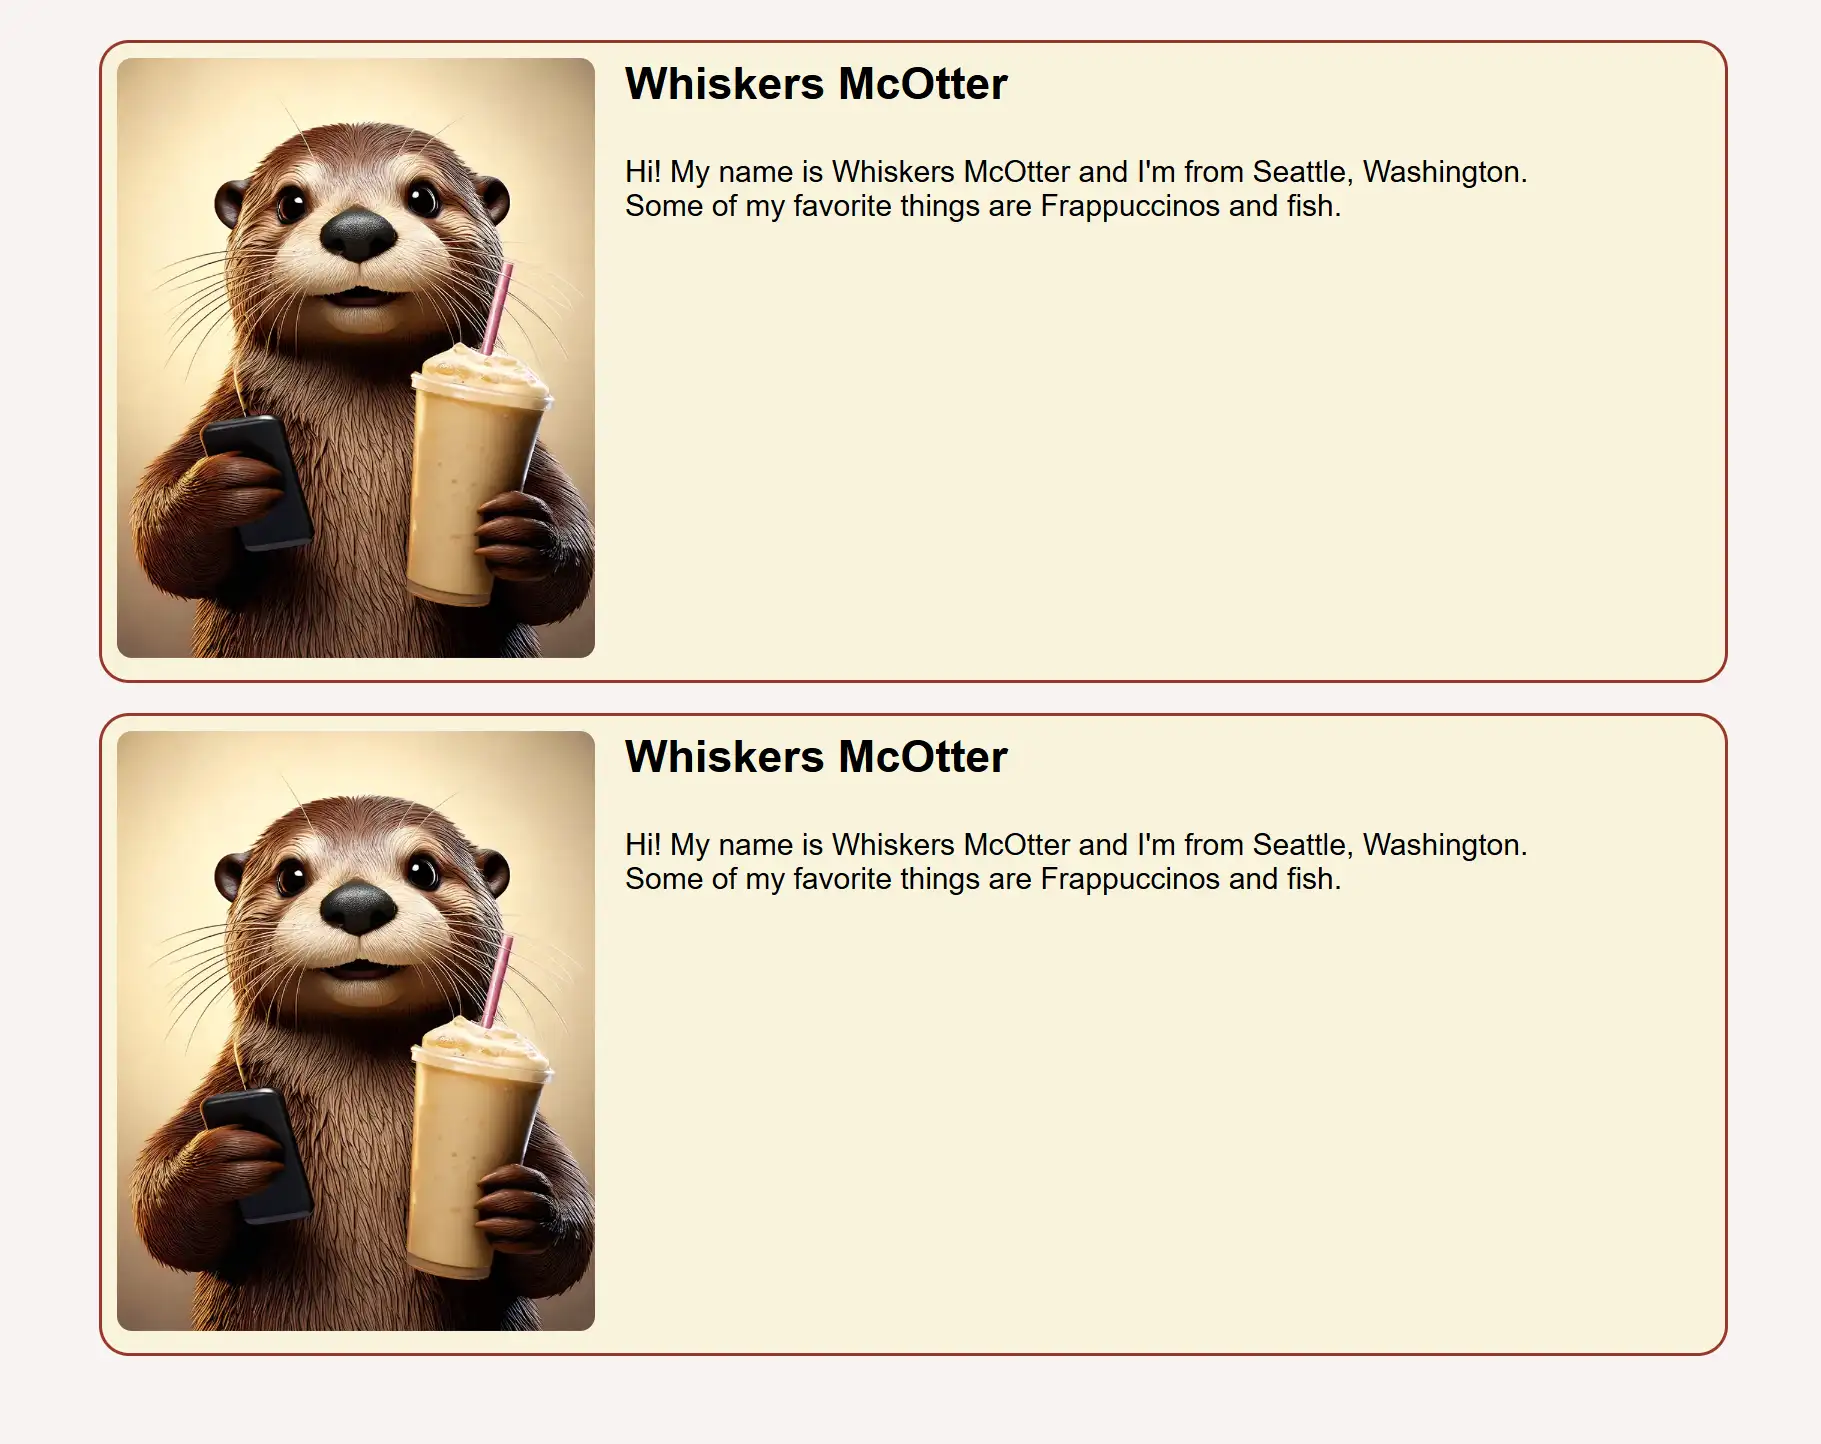 Whiskers McOtter
Hi! My name is Whiskers McOtter and I'm from Seattle, Washington.
Some of my favorite things are Frappuccinos and fish.
Whiskers McOtter
Hi! My name is Whiskers McOtter and I'm from Seattle, Washington.
Some of my favorite things are Frappuccinos and fish.